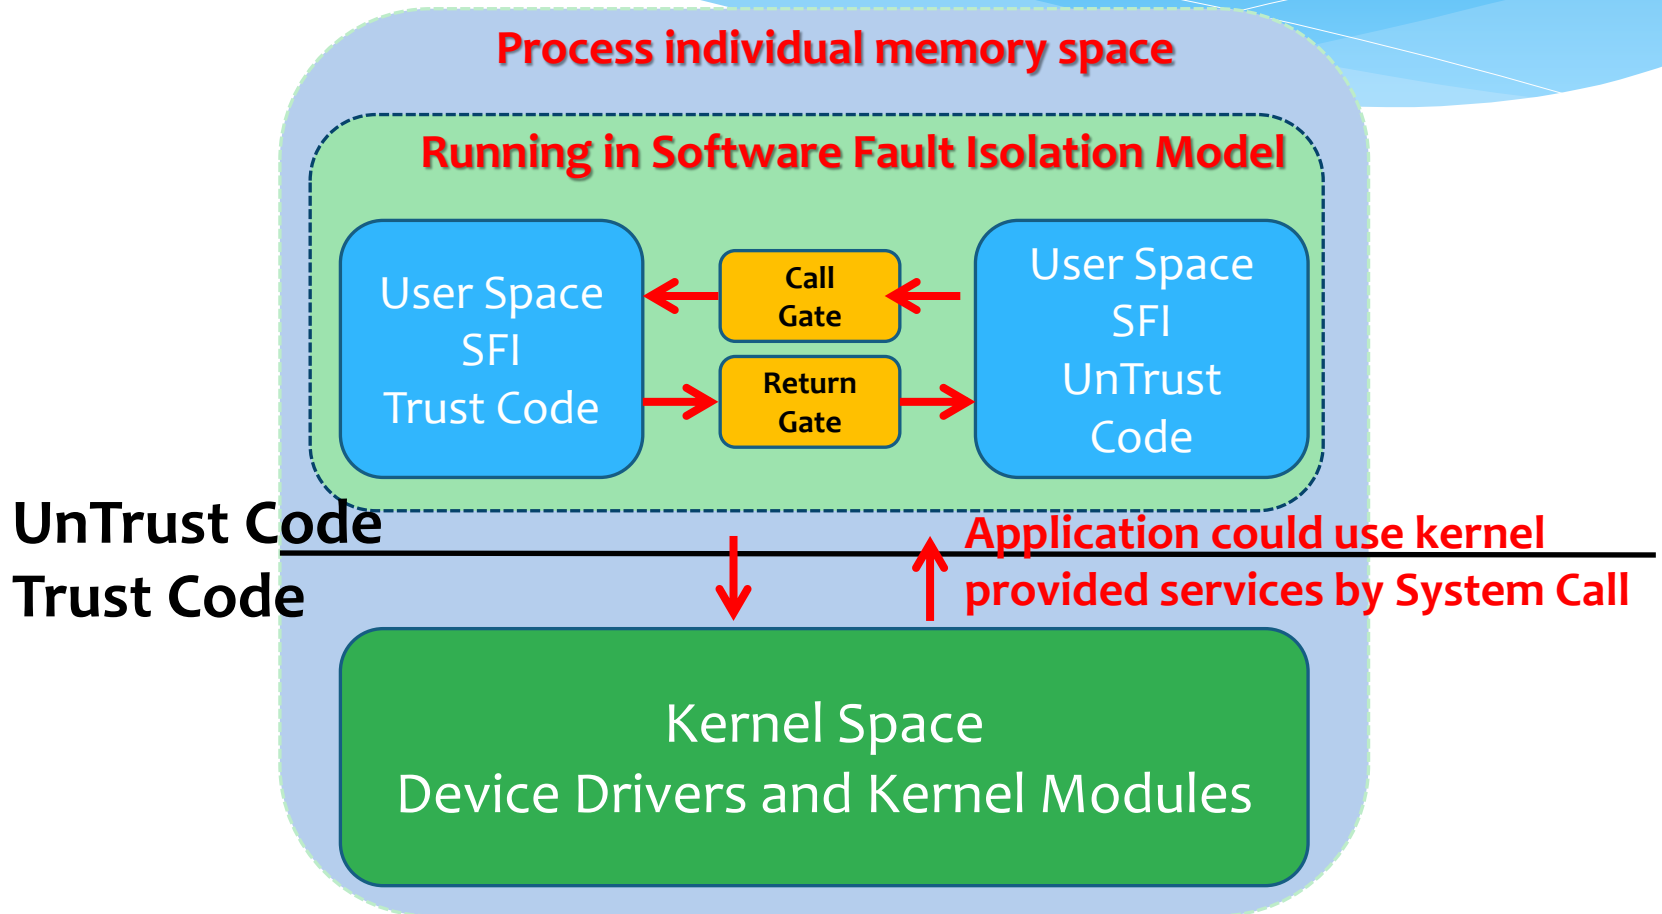 Process individual memory space
Running in Software Fault Isolation Model
User Space
SFI
Trust Code
Call
Gate
Return
Gate
User Space
SFI
UnTrust
Code
UnTrust Code
Trust Code
Application could use kernel
provided services by System Call
Kernel Space
Device Drivers and Kernel Modules